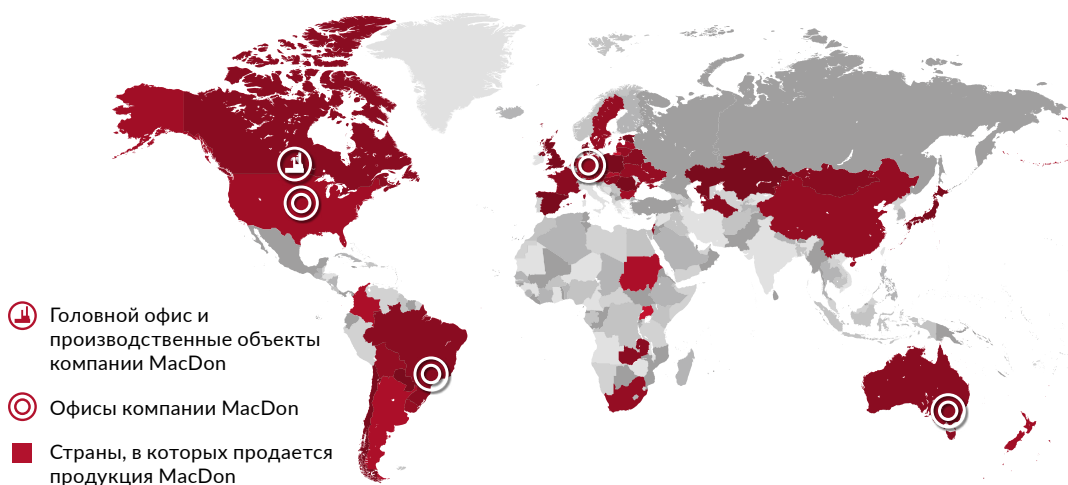 Головной офис и
производственные объекты
компании MacDon
Офисы компании MacDon
Страны, в которых продается
продукция MacDon